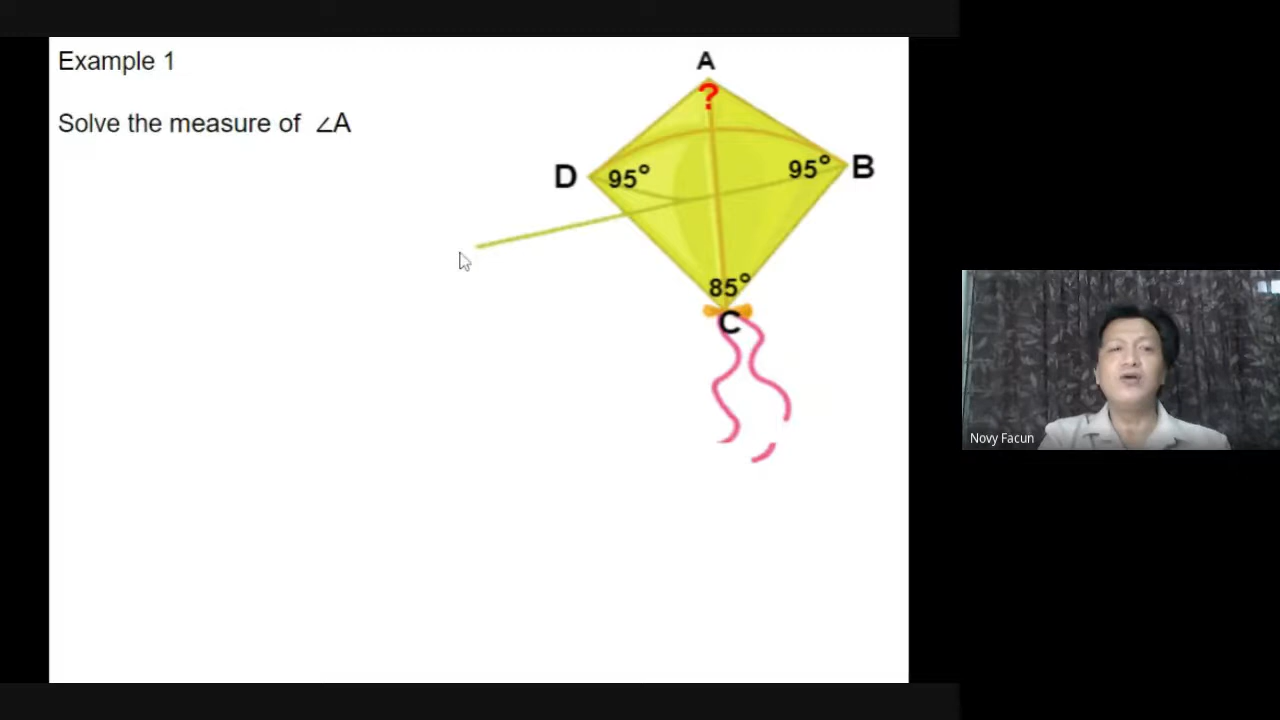 Example 1
A
?
Solve the measure of ∠A
D 95° 95° B
85°
C
Novy Facun